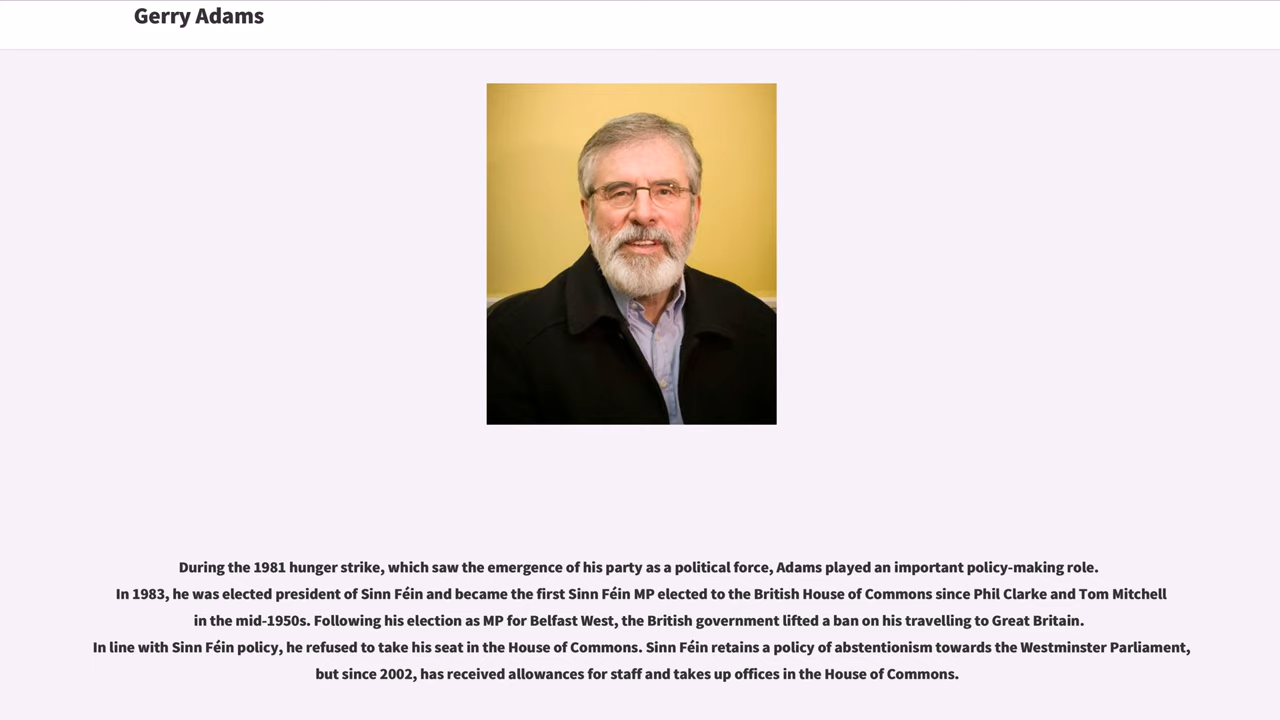 Gerry Adams
During the 1981 hunger strike, which saw the emergence of his party as a political force, Adams played an important policy-making role.
In 1983, he was elected president of Sinn Féin and became the first Sinn Féin MP elected to the British House of Commons since Phil Clarke and Tom Mitchell
in the mid-1950s. Following his election as MP for Belfast West, the British government lifted a ban on his travelling to Great Britain.
In line with Sinn Féin policy, he refused to take his seat in the House of Commons. Sinn Féin retains a policy of abstentionism towards the Westminster Parliament,
but since 2002, has received allowances for staff and takes up offices in the House of Commons.